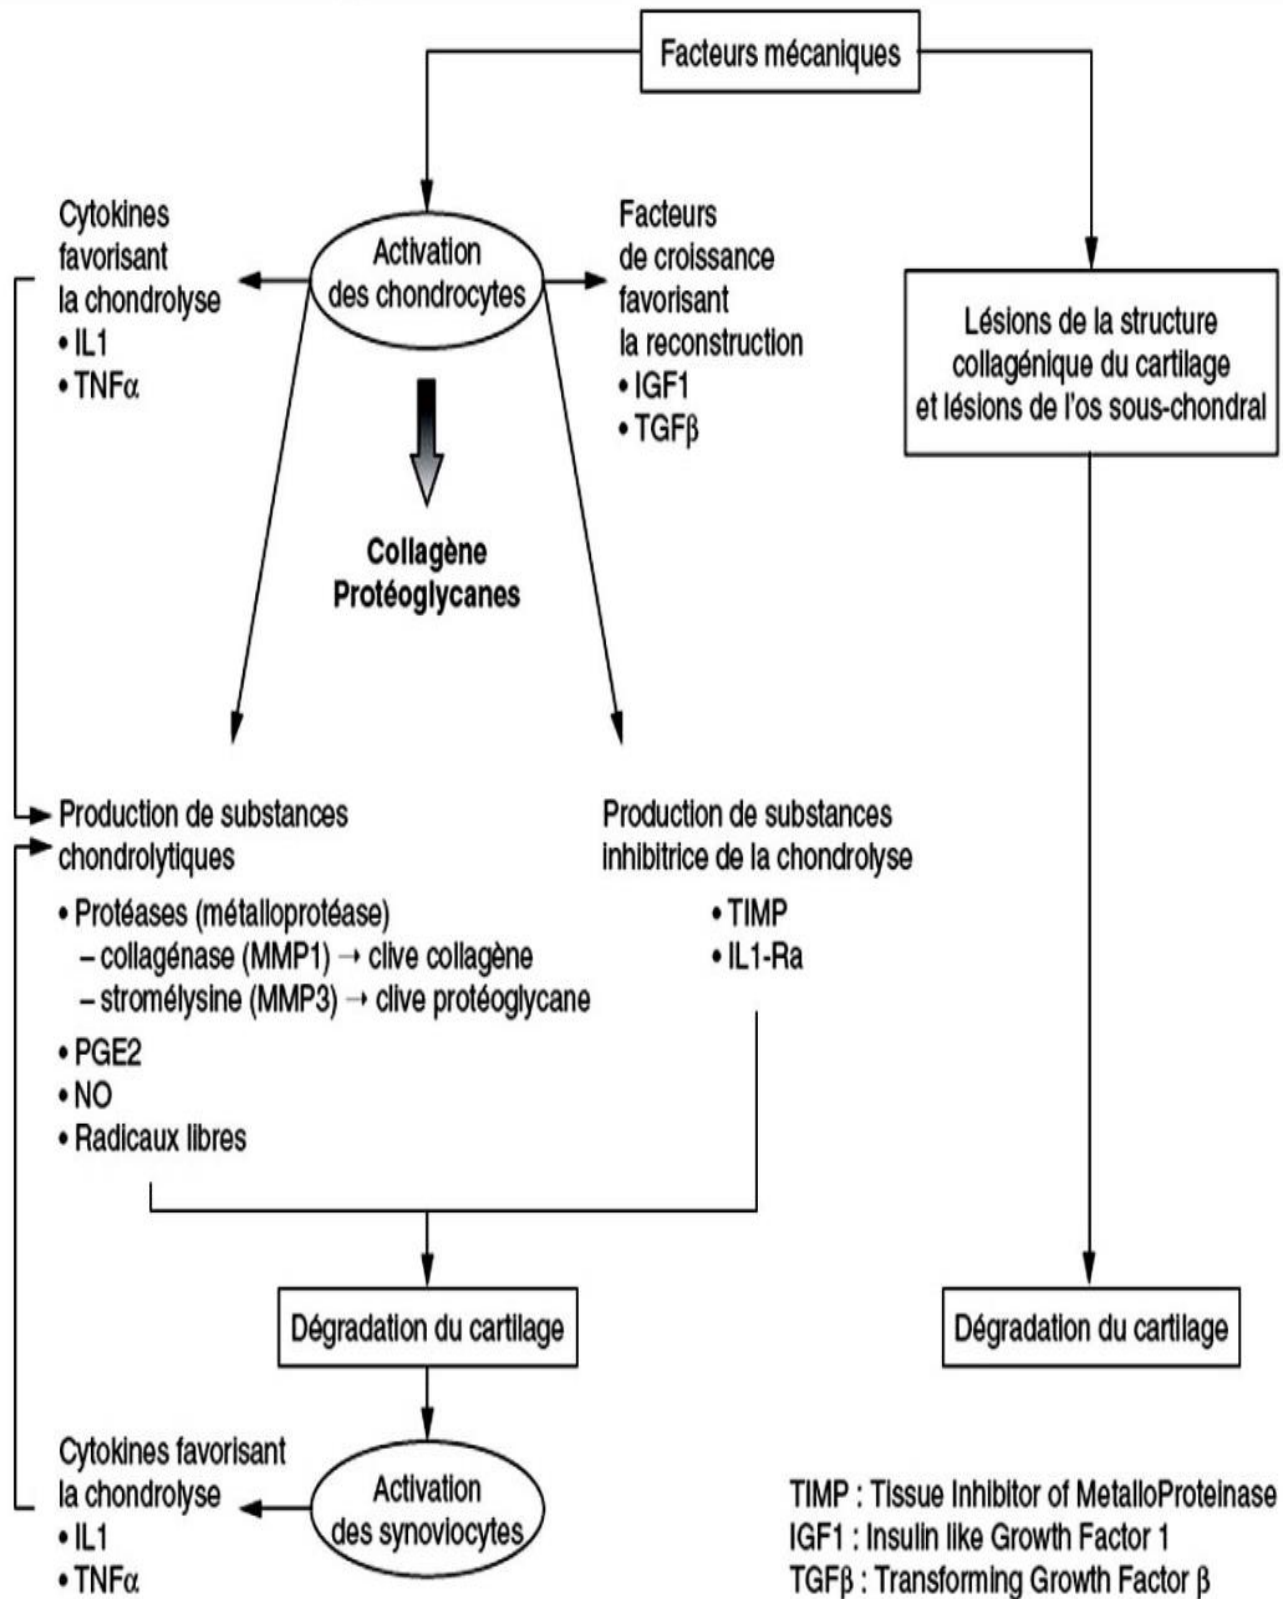 Facteurs mécaniques
Cytokines
favorisant
la chondrolyse
• IL1
• TNFα
Activation
des chondrocytes
Facteurs
de croissance
favorisant
la reconstruction
• IGF1
• TGFβ
Lésions de la structure
collagénique du cartilage
et lésions de l'os sous-chondral
Collagène
Protéoglycanes
Production de substances
chondrolytiques
• Protéases (métalloprotéase)
– collagénase (MMP1) → clive collagène
– stromélysine (MMP3) → clive protéoglycane
• PGE2
• NO
• Radicaux libres
Production de substances
inhibitrice de la chondrolyse
• TIMP
• IL1-Ra
Dégradation du cartilage
Dégradation du cartilage
Cytokines favorisant
la chondrolyse
• IL1
• TNFα
Activation
des synoviocytes
TIMP : Tissue Inhibitor of MetalloProteinase
IGF1 : Insulin like Growth Factor 1
TGFβ : Transforming Growth Factor β